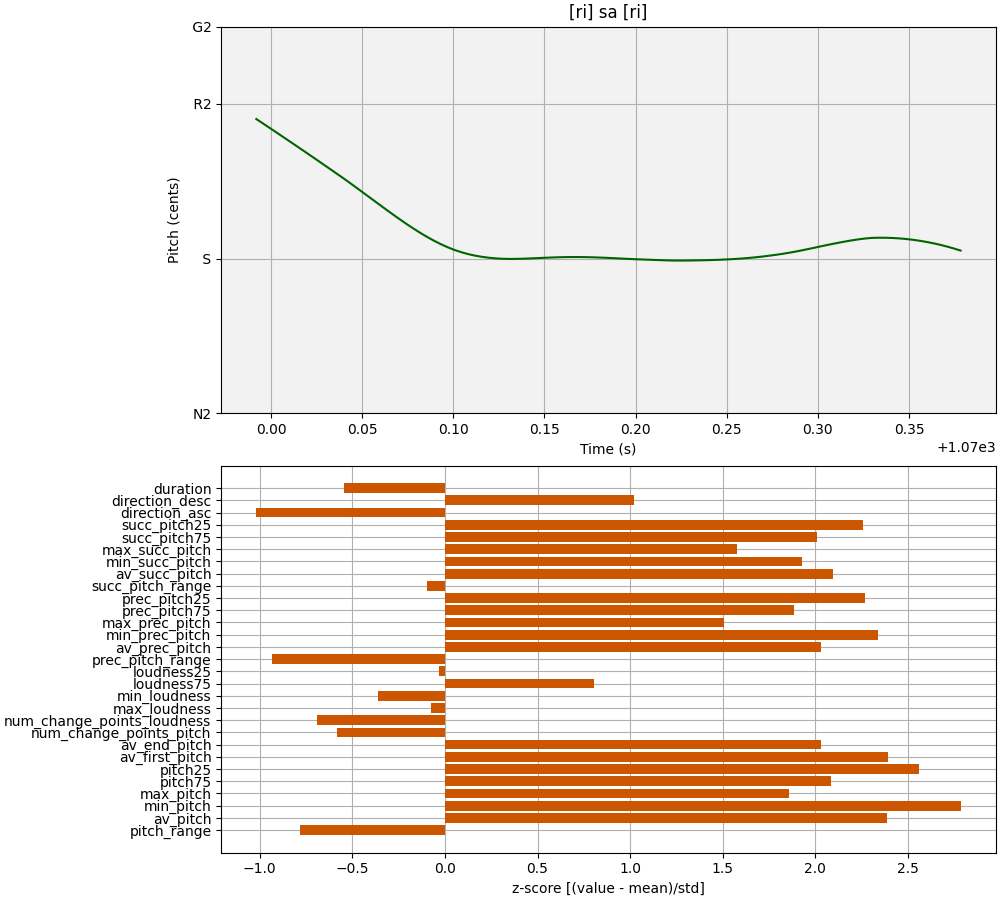 [ri] sa [ri]
G2
R2
S
N2
Pitch (cents)
0.00 0.05 0.10 0.15 0.20 0.25 0.30 0.35
Time (s)
+1.07e3
duration
direction_desc
direction_asc
succ_pitch25
succ_pitch75
max_succ_pitch
min_succ_pitch
av_succ_pitch
succ_pitch_range
prec_pitch25
prec_pitch75
max_prec_pitch
min_prec_pitch
av_prec_pitch
prec_pitch_range
loudness25
loudness75
min_loudness
max_loudness
num_change_points_loudness
num_change_points_pitch
av_end_pitch
av_first_pitch
pitch25
pitch75
max_pitch
min_pitch
av_pitch
pitch_range
−1.0 −0.5 0.0 0.5 1.0 1.5 2.0 2.5
z-score [(value - mean)/std]